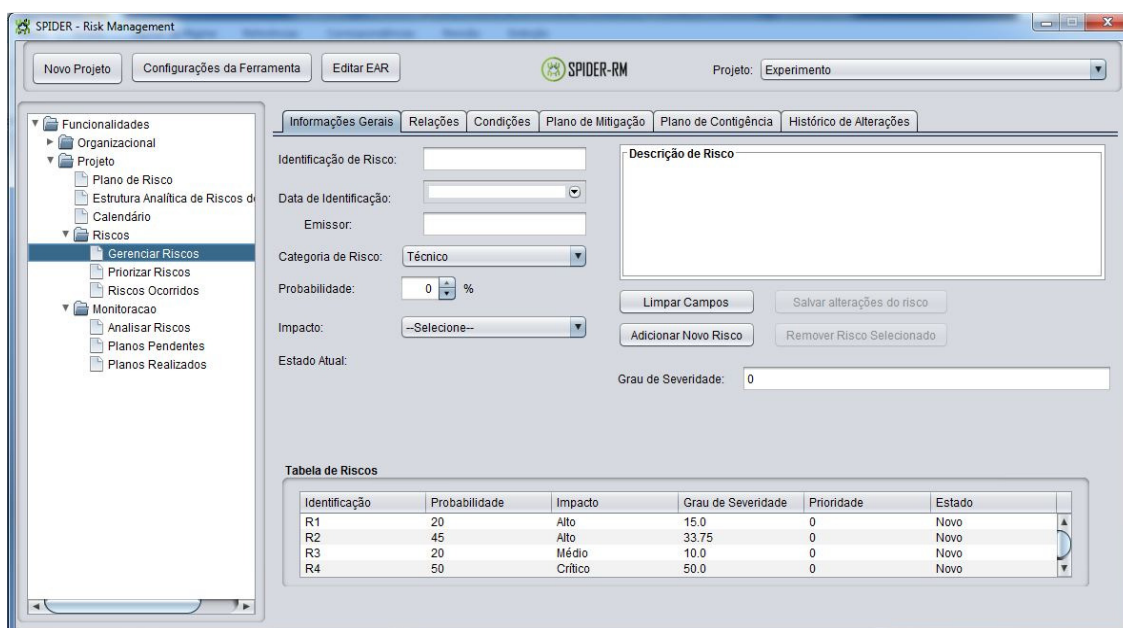 SPIDER - Risk Management
Novo Projeto Configurações da Ferramenta Editar EAR SPIDER-RM Projeto: Experimento
Funcionalidades
Organizacional
Projeto
Plano de Risco
Estrutura Analítica de Riscos d
Calendário
Riscos
Gerenciar Riscos
Priorizar Riscos
Riscos Ocorridos
Monitoracao
Analisar Riscos
Planos Pendentes
Planos Realizados
Informações Gerais Relações Condições Plano de Mitigação Plano de Contigência Histórico de Alterações
Identificação de Risco:
Data de Identificação:
Emissor:
Categoria de Risco: Técnico
Probabilidade: 0 %
Impacto: --Selecione--
Estado Atual:
Descrição de Risco
Limpar Campos Salvar alterações do risco
Adicionar Novo Risco Remover Risco Selecionado
Grau de Severidade: 0
Tabela de Riscos
Identificação Probabilidade Impacto Grau de Severidade Prioridade Estado
R1 20 Alto 15.0 0 Novo
R2 45 Alto 33.75 0 Novo
R3 20 Médio 10.0 0 Novo
R4 50 Crítico 50.0 0 Novo